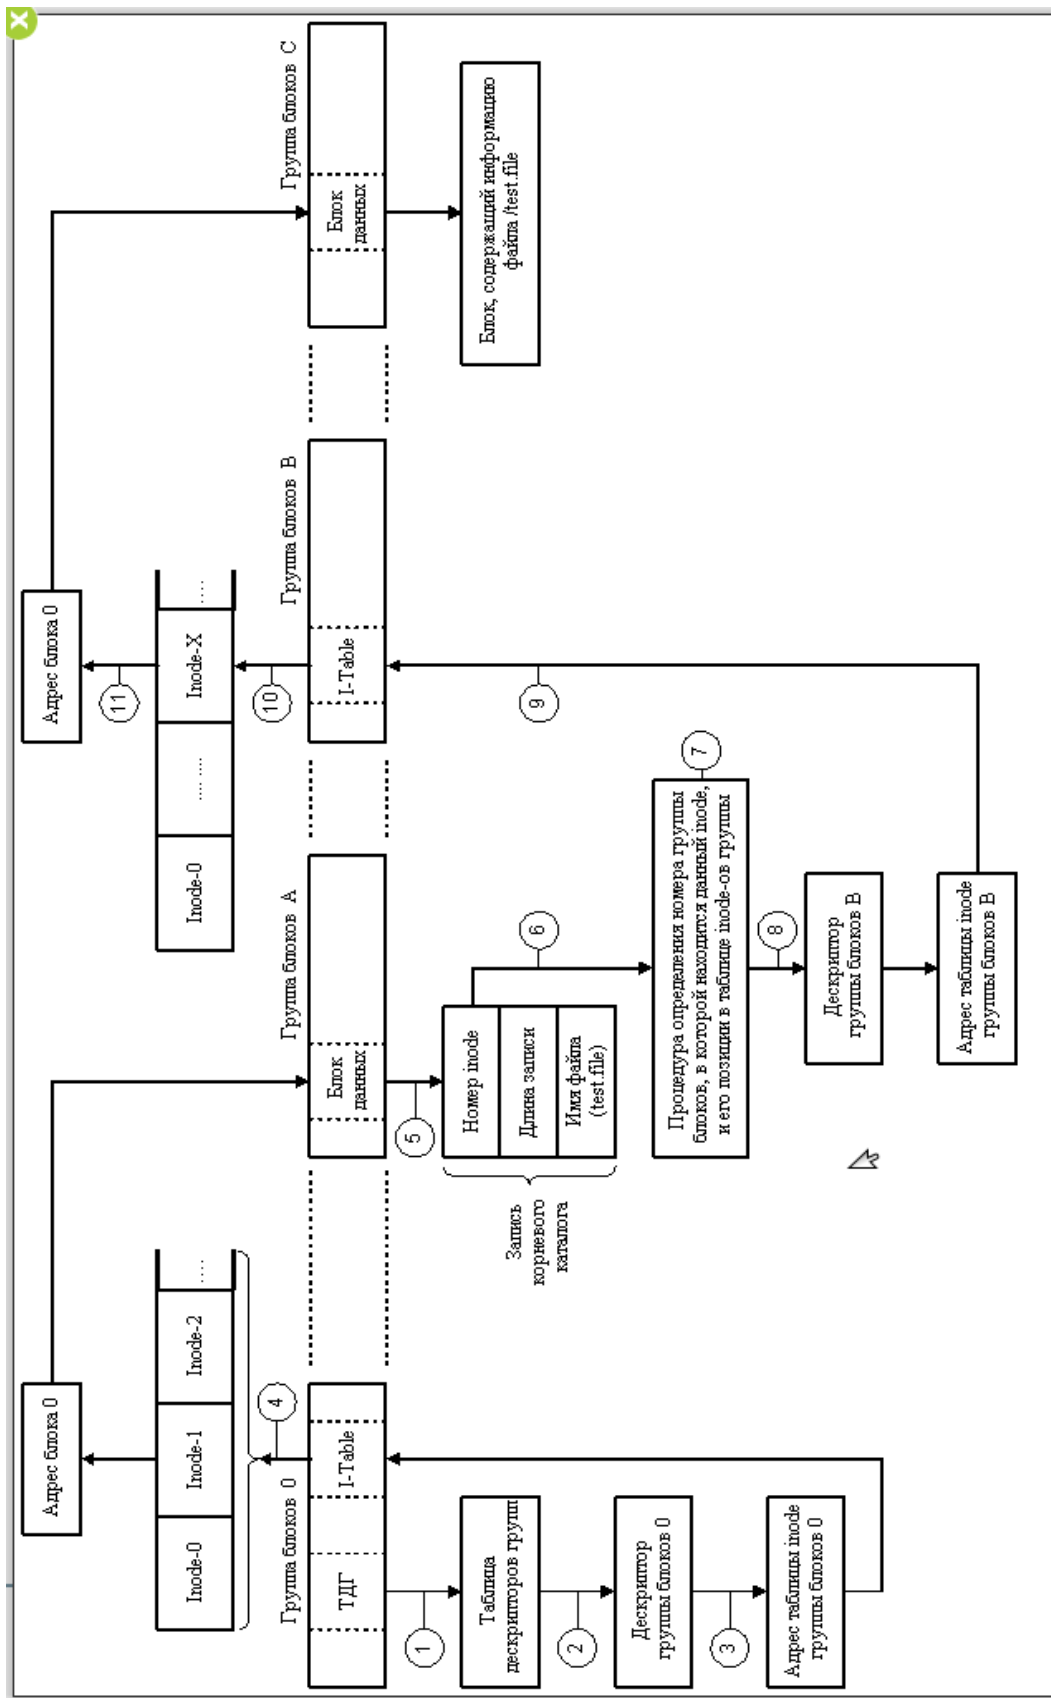 Адрес блока 0
Inode-0
Inode-1
Inode-2
....
4
Группа блоков 0
ТДГ
I-Table
1
Таблица
дескрипторов групп
2
Дескриптор
группы блоков 0
3
Адрес таблицы inode
группы блоков 0
Группа блоков A
Блок
данных
5
Номер inode
Длина записи
Имя файла
(test.file)
Запись
корневого
каталога
6
Процедура определения номера группы
блоков, в которой находится данный inode,
и его позиции в таблице inode-ов группы
7
8
Дескриптор
группы блоков B
Адрес таблицы inode
группы блоков B
9
Адрес блока 0
11
Inode-0
.... ....
Inode-X
....
10
Группа блоков B
I-Table
Группа блоков C
Блок
данных
Блок, содержащий информацию
файла /test.file